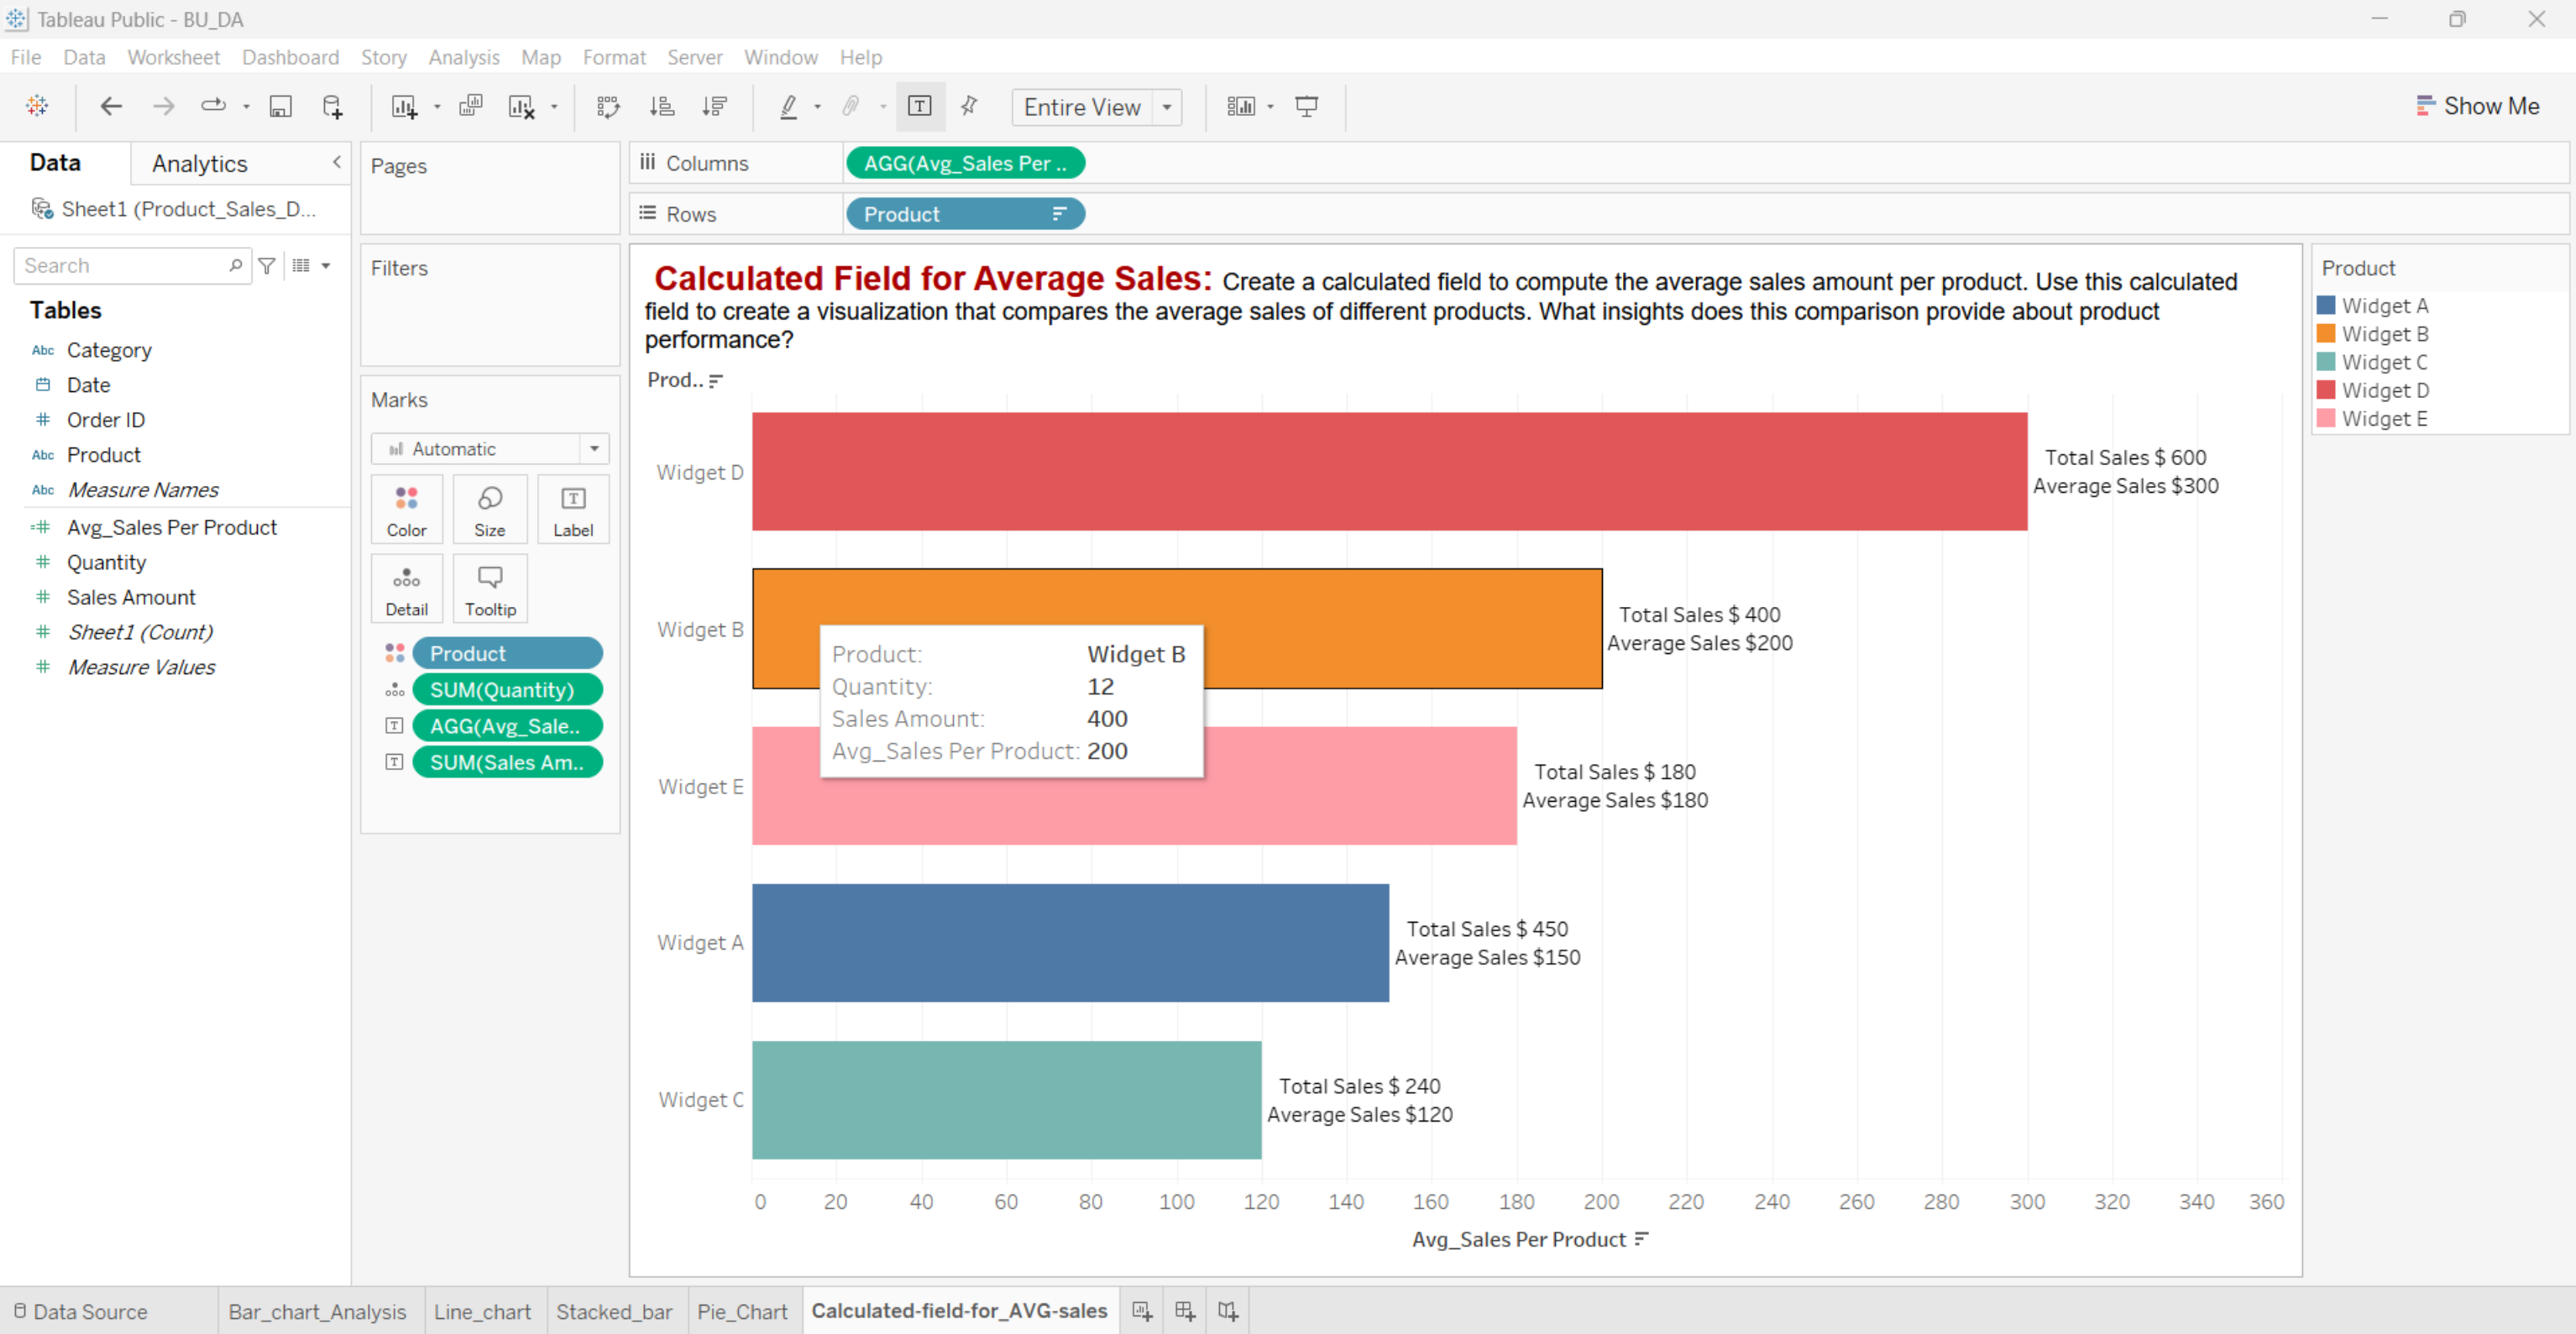 Tableau Public - BU_DA
File Data Worksheet Dashboard Story Analysis Map Format Server Window Help
Entire View
Show Me
Data Analytics
Sheet1 (Product_Sales_D...
Search
Tables
Abc Category
Date
Order ID
Abc Product
Abc Measure Names
Avg_Sales Per Product
Quantity
Sales Amount
Sheet1 (Count)
Measure Values
Pages
Filters
Marks
Automatic
Color Size Label
Detail Tooltip
Product
SUM(Quantity)
AGG(Avg_Sale..
SUM(Sales Am..
Columns AGG(Avg_Sales Per ..
Rows Product
Calculated Field for Average Sales: Create a calculated field to compute the average sales amount per product. Use this calculated
field to create a visualization that compares the average sales of different products. What insights does this comparison provide about product
performance?
Prod..
Widget D
Total Sales $ 600
Average Sales $300
Widget B
Total Sales $ 400
Average Sales $200
Product: Widget B
Quantity: 12
Sales Amount: 400
Avg_Sales Per Product: 200
Widget E
Total Sales $ 180
Average Sales $180
Widget A
Total Sales $ 450
Average Sales $150
Widget C
Total Sales $ 240
Average Sales $120
0 20 40 60 80 100 120 140 160 180 200 220 240 260 280 300 320 340 360
Avg_Sales Per Product
Product
Widget A
Widget B
Widget C
Widget D
Widget E
Data Source Bar_chart_Analysis Line_chart Stacked_bar Pie_Chart Calculated-field-for_AVG-sales